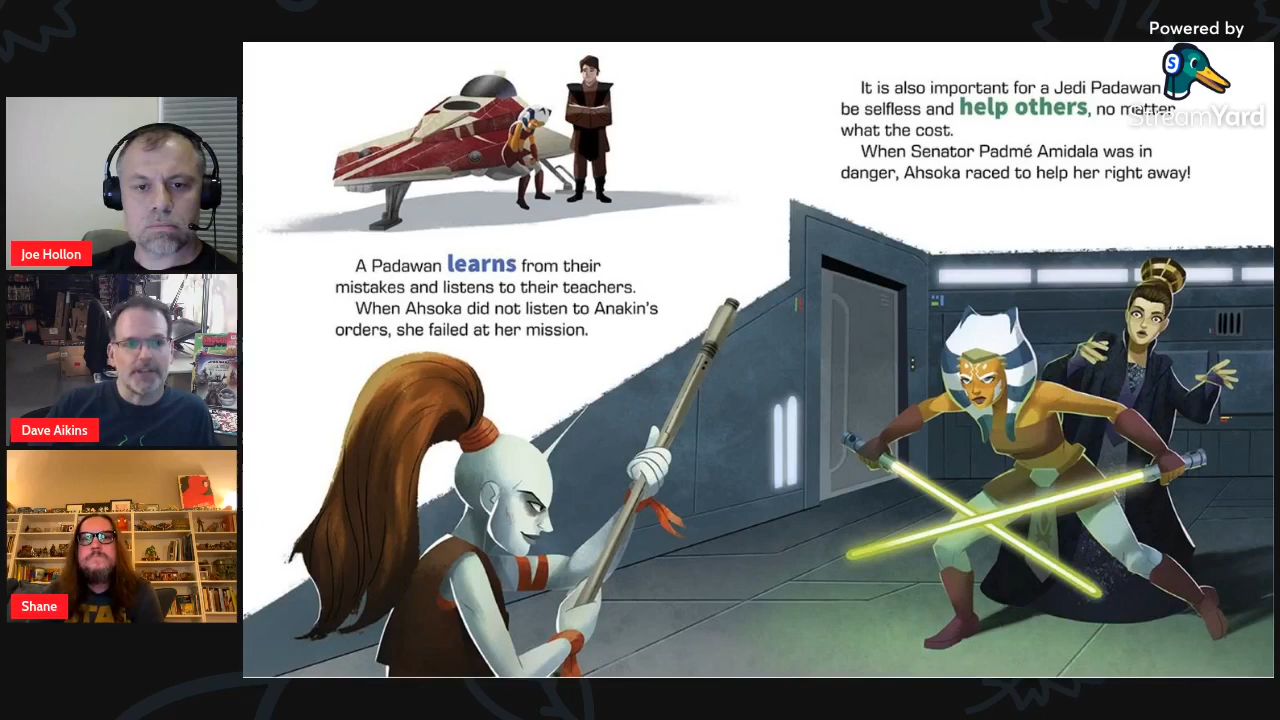 Powered by
StreamYard
Joe Hollon
Dave Aikins
Shane
A Padawan learns from their
mistakes and listens to their teachers.
When Ahsoka did not listen to Anakin's
orders, she failed at her mission.
It is also important for a Jedi Padawan
be selfless and help others, no matter
what the cost.
When Senator Padmé Amidala was in
danger, Ahsoka raced to help her right away!